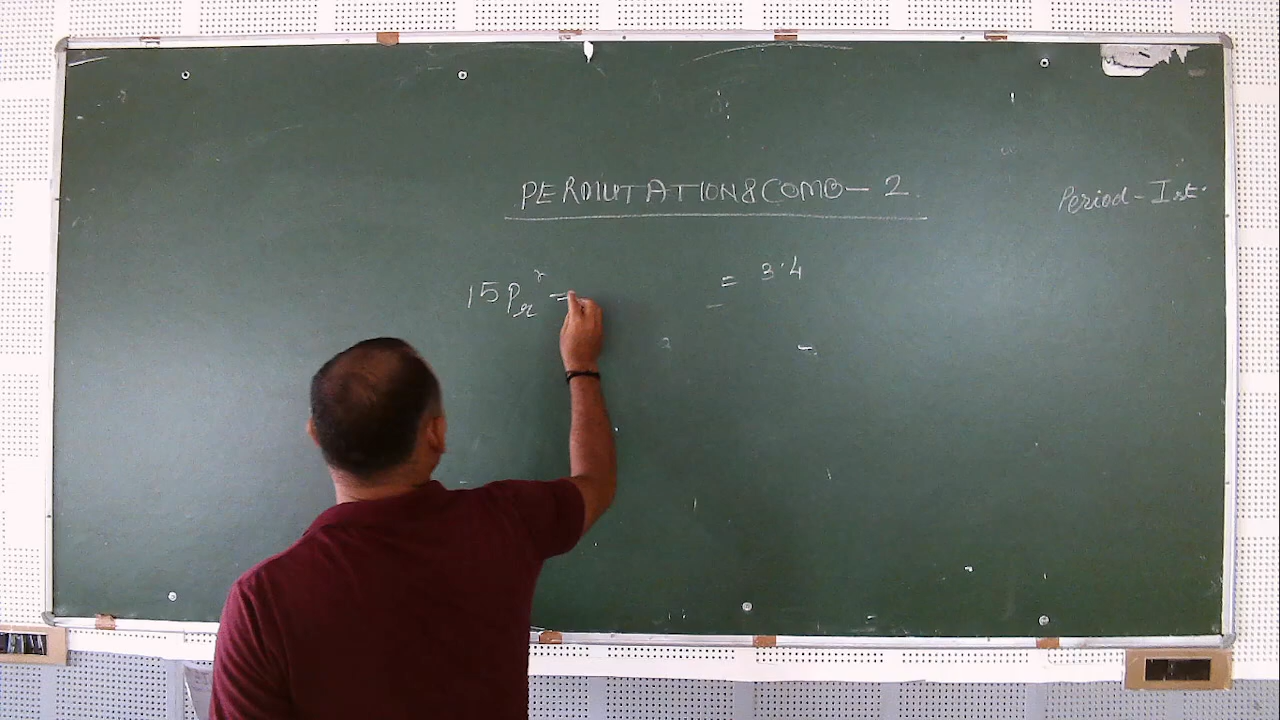 PERMUTATION & COMB - 2
Period - Ist.
15Pr =
= 3.4